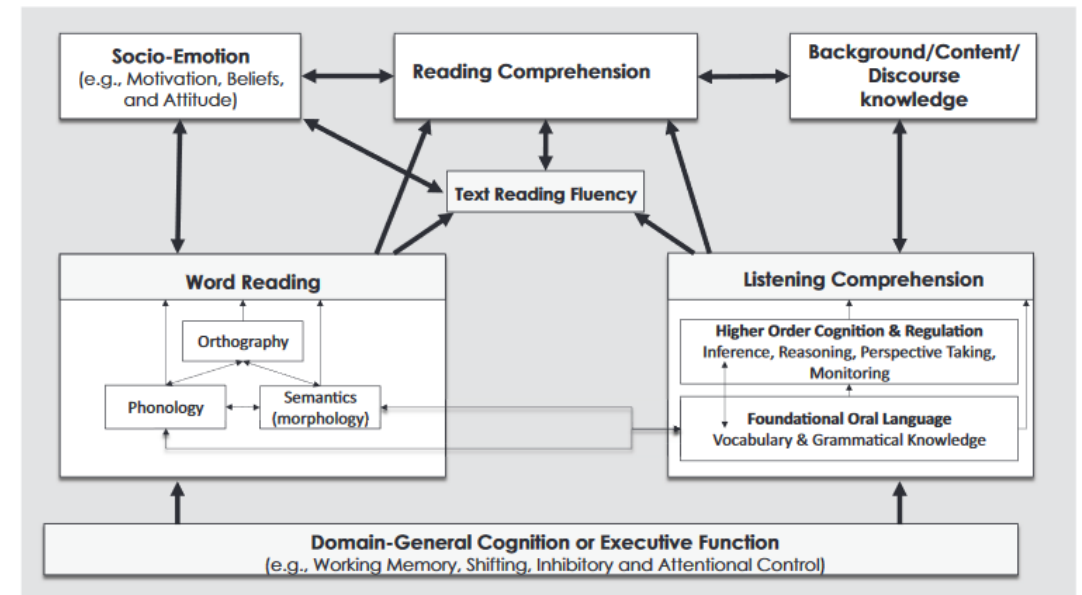 Socio-Emotion
(e.g., Motivation, Beliefs,
and Attitude)
Reading Comprehension
Background/Content/
Discourse
knowledge
Text Reading Fluency
Word Reading
Orthography
Phonology
Semantics
(morphology)
Listening Comprehension
Higher Order Cognition & Regulation
Inference, Reasoning, Perspective Taking,
Monitoring
Foundational Oral Language
Vocabulary & Grammatical Knowledge
Domain-General Cognition or Executive Function
(e.g., Working Memory, Shifting, Inhibitory and Attentional Control)